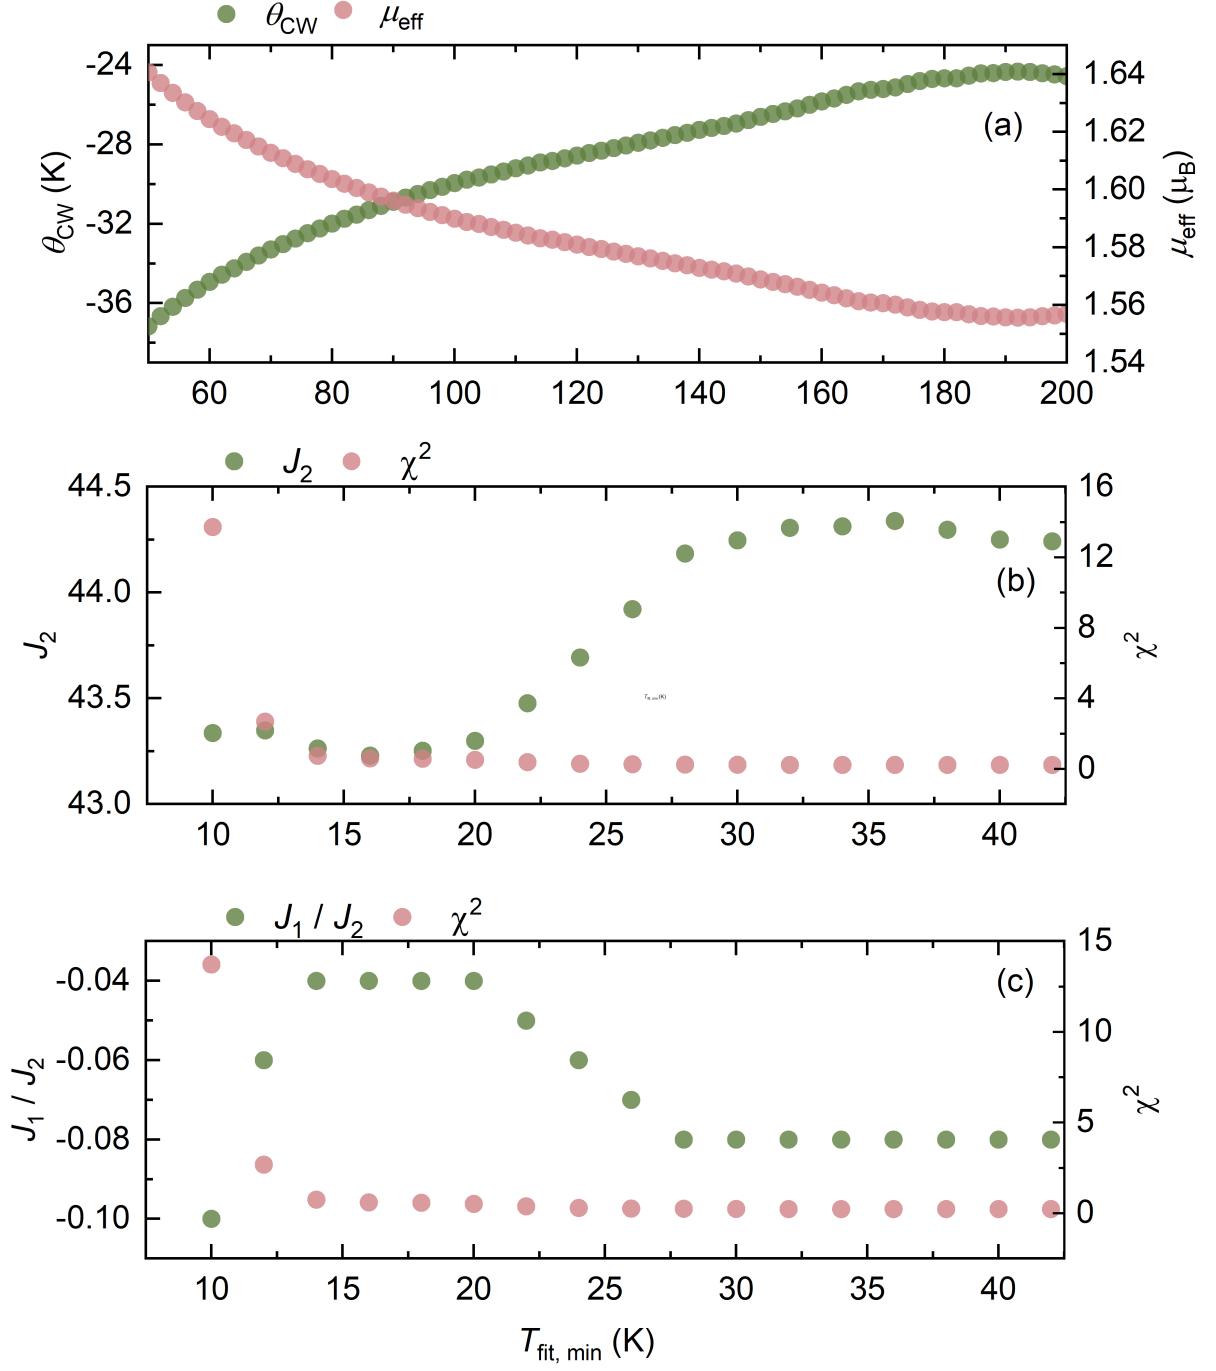 θCW μeff
-24
-28
-32
-36
θCW (K)
1.64
1.62
1.60
1.58
1.56
1.54
μeff (μB)
(a)
60 80 100 120 140 160 180 200
J2 χ2
44.5
44.0
43.5
43.0
J2
16
12
8
4
0
χ2
(b)
Tfit, min (K)
10 15 20 25 30 35 40
J1 / J2 χ2
-0.04
-0.06
-0.08
-0.10
J1 / J2
15
10
5
0
χ2
(c)
10 15 20 25 30 35 40
Tfit, min (K)